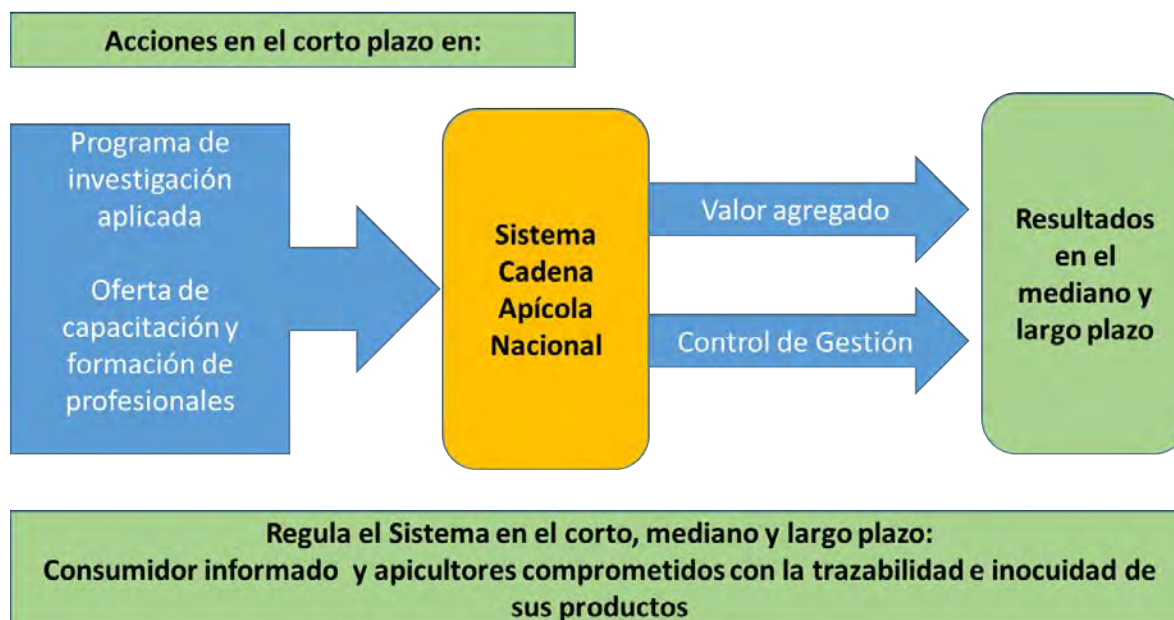 Acciones en el corto plazo en:
Programa de
investigación
aplicada
Oferta de
capacitación y
formación de
profesionales
Sistema
Cadena
Apícola
Nacional
Valor agregado
Control de Gestión
Resultados
en el
mediano y
largo plazo
Regula el Sistema en el corto, mediano y largo plazo:
Consumidor informado y apicultores comprometidos con la trazabilidad e inocuidad de
sus productos